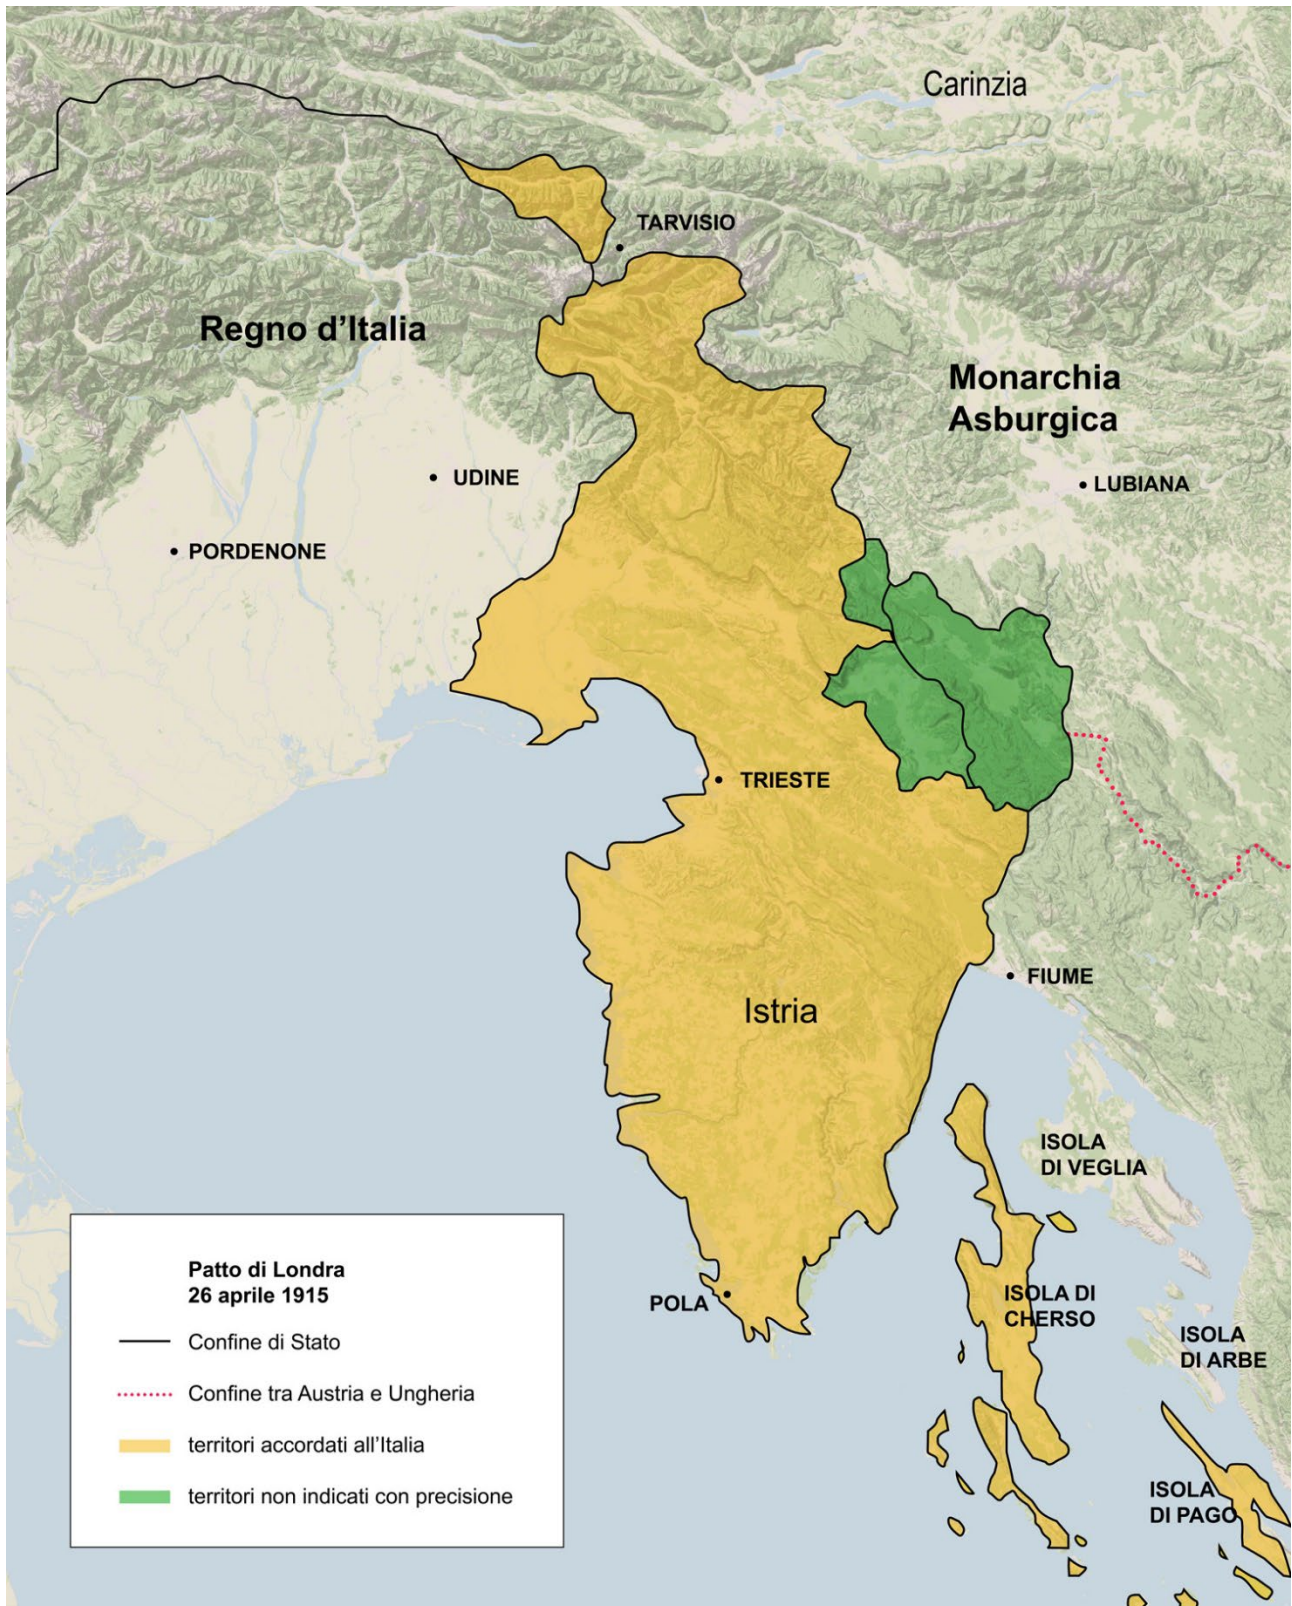 Carinzia
TARVISIO
Regno d’Italia
Monarchia
Asburgica
UDINE
LUBIANA
PORDENONE
TRIESTE
FIUME
Istria
ISOLA
DI VEGLIA
POLA
ISOLA DI
CHERSO
ISOLA
DI ARBE
ISOLA
DI PAGO
Patto di Londra
26 aprile 1915
Confine di Stato
Confine tra Austria e Ungheria
territori accordati all’Italia
territori non indicati con precisione